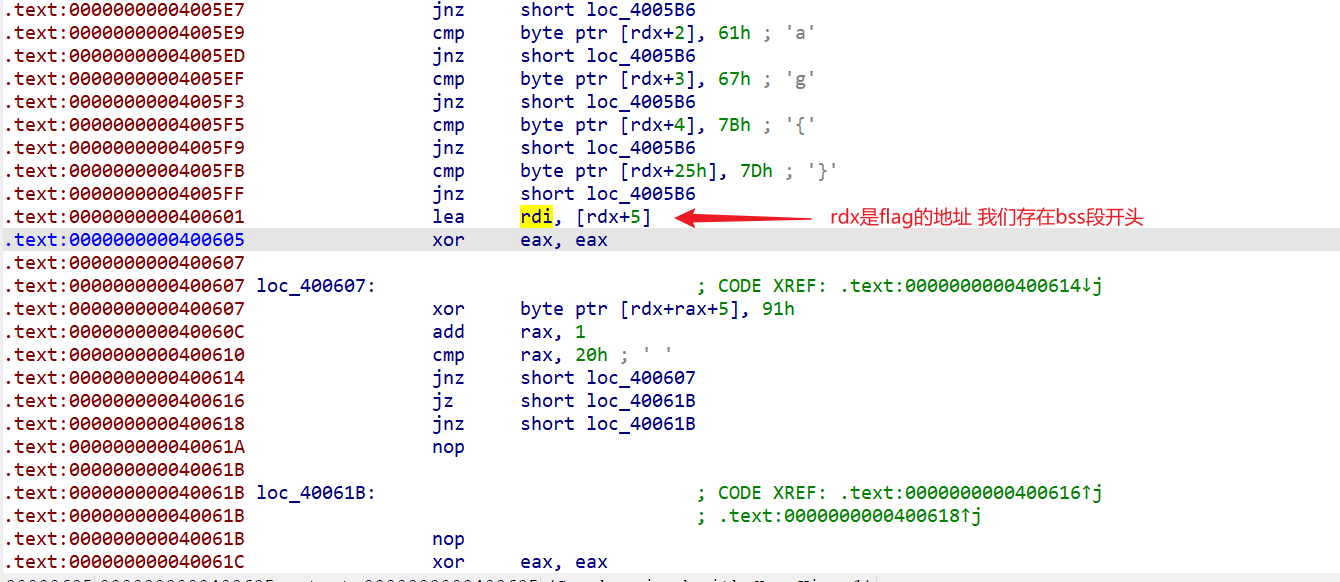 .text:00000000004005E7 jnz short loc_4005B6
.text:00000000004005E9 cmp byte ptr [rdx+2], 61h ; 'a'
.text:00000000004005ED jnz short loc_4005B6
.text:00000000004005EF cmp byte ptr [rdx+3], 67h ; 'g'
.text:00000000004005F3 jnz short loc_4005B6
.text:00000000004005F5 cmp byte ptr [rdx+4], 7Bh ; '{'
.text:00000000004005F9 jnz short loc_4005B6
.text:00000000004005FB cmp byte ptr [rdx+25h], 7Dh ; '}'
.text:00000000004005FF jnz short loc_4005B6
.text:0000000000400601 lea rdi, [rdx+5] rdx是flag的地址 我们存在bss段开头
.text:0000000000400605 xor eax, eax
.text:0000000000400607
.text:0000000000400607 loc_400607: ; CODE XREF: .text:0000000000400614↓j
.text:0000000000400607 xor byte ptr [rdx+rax+5], 91h
.text:000000000040060C add rax, 1
.text:0000000000400610 cmp rax, 20h ; ' '
.text:0000000000400614 jnz short loc_400607
.text:0000000000400616 jz short loc_40061B
.text:0000000000400618 jnz short loc_40061B
.text:000000000040061A nop
.text:000000000040061B
.text:000000000040061B loc_40061B: ; CODE XREF: .text:0000000000400616↑j
.text:000000000040061B ; .text:0000000000400618↑j
.text:000000000040061B nop
.text:000000000040061C xor eax, eax